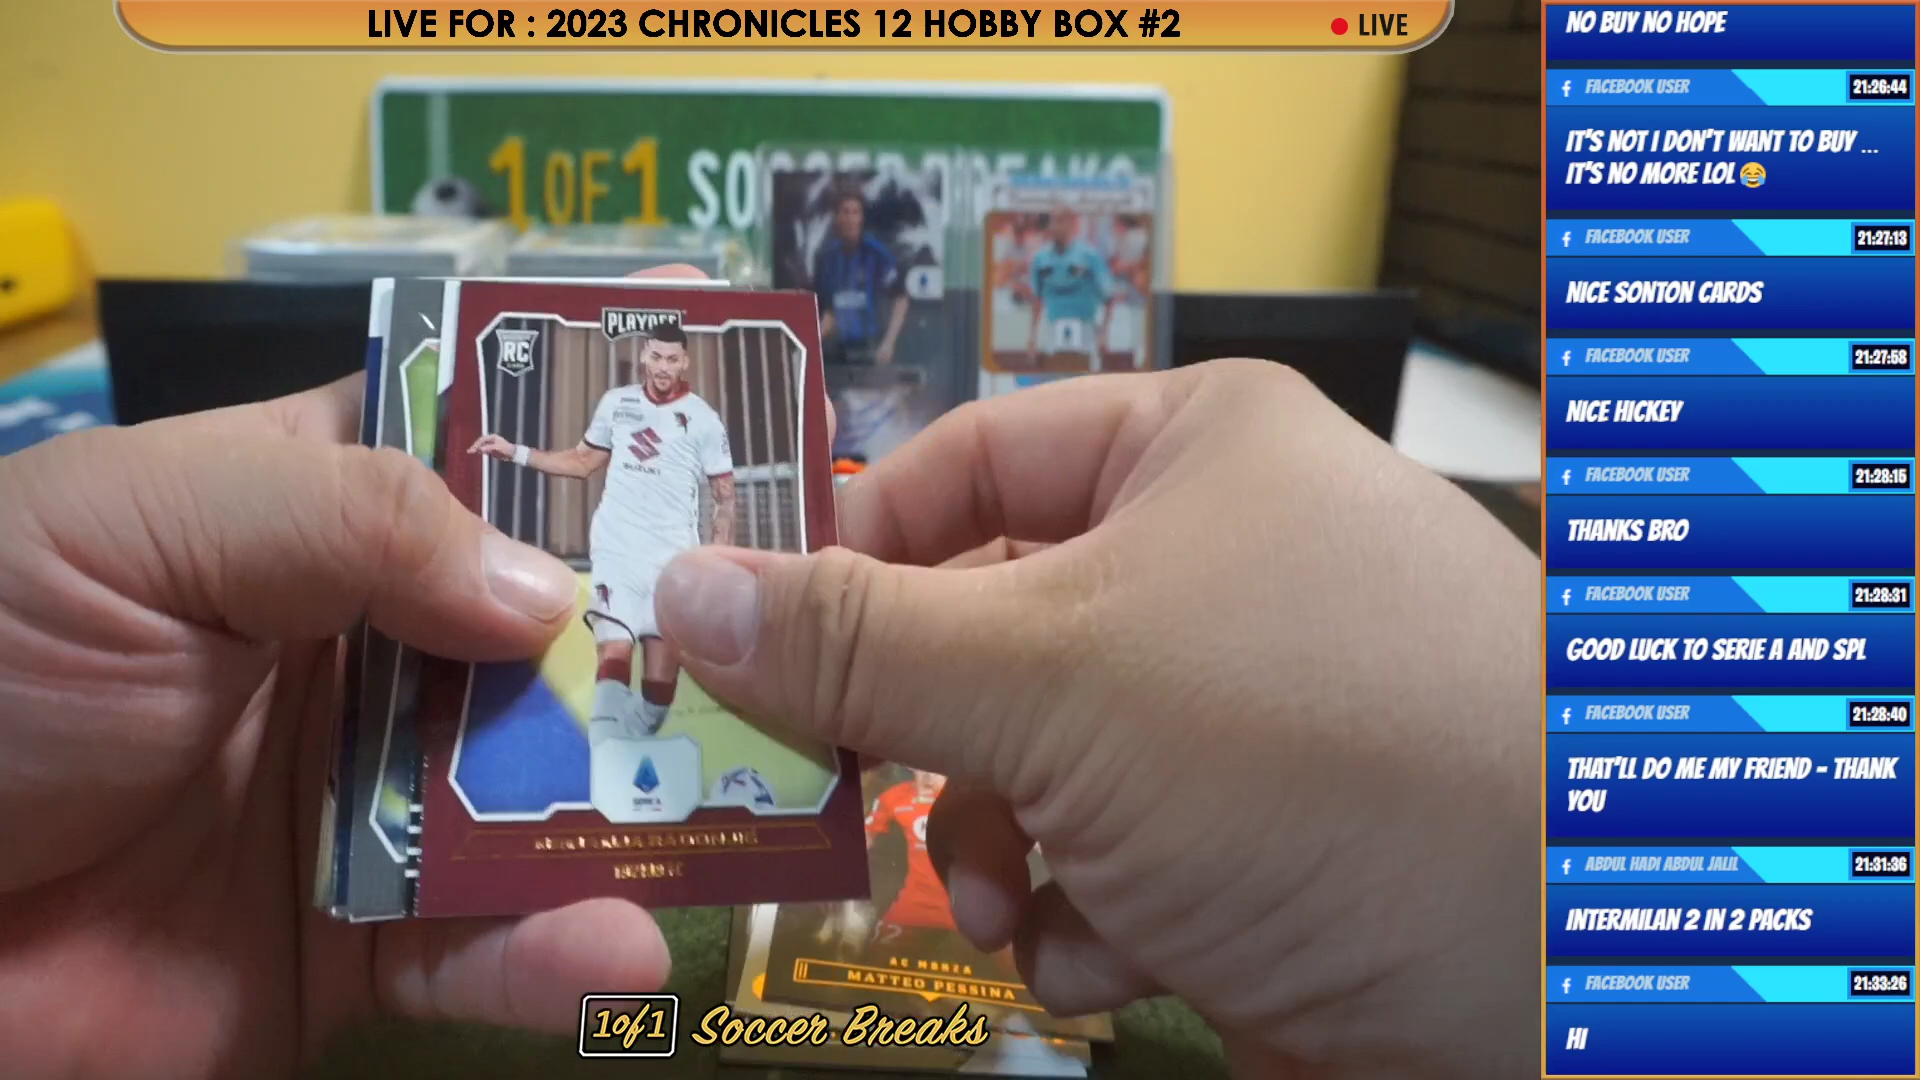 LIVE FOR : 2023 CHRONICLES 12 HOBBY BOX #2
LIVE
1 OF 1
PLAYOFF
RC
SUZUKI
AC MONZA
MATTEO PESSINA
1of1 Soccer Breaks
NO BUY NO HOPE
FACEBOOK USER 21:26:44
IT'S NOT I DON'T WANT TO BUY ...
IT'S NO MORE LOL 😂
FACEBOOK USER 21:27:13
NICE SONTON CARDS
FACEBOOK USER 21:27:58
NICE HICKEY
FACEBOOK USER 21:28:15
THANKS BRO
FACEBOOK USER 21:28:31
GOOD LUCK TO SERIE A AND SPL
FACEBOOK USER 21:28:40
THAT'LL DO ME MY FRIEND - THANK
YOU
ABDUL HADI ABDUL JALIL 21:31:36
INTERMILAN 2 IN 2 PACKS
FACEBOOK USER 21:33:26
HI